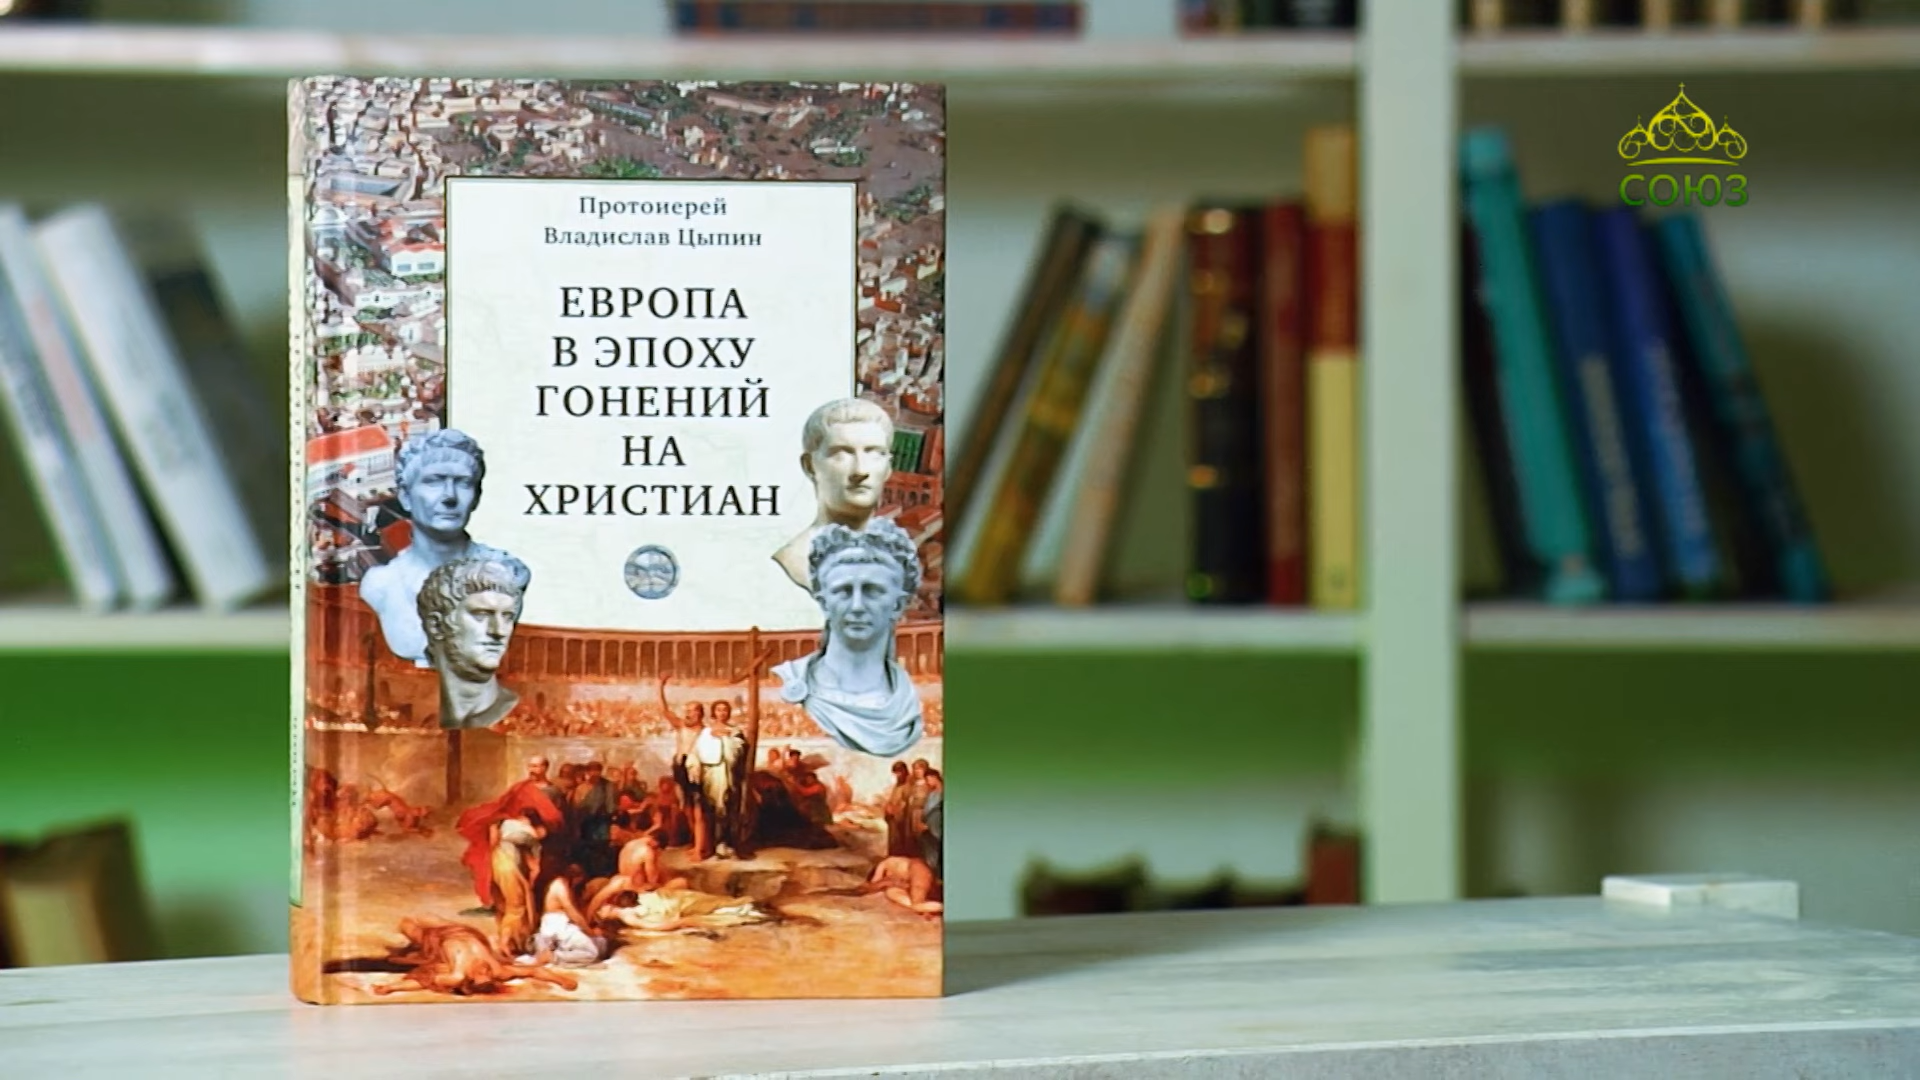 Протоиерей
Владислав Цыпин
ЕВРОПА
В ЭПОХУ
ГОНЕНИЙ
НА
ХРИСТИАН
СОЮЗ